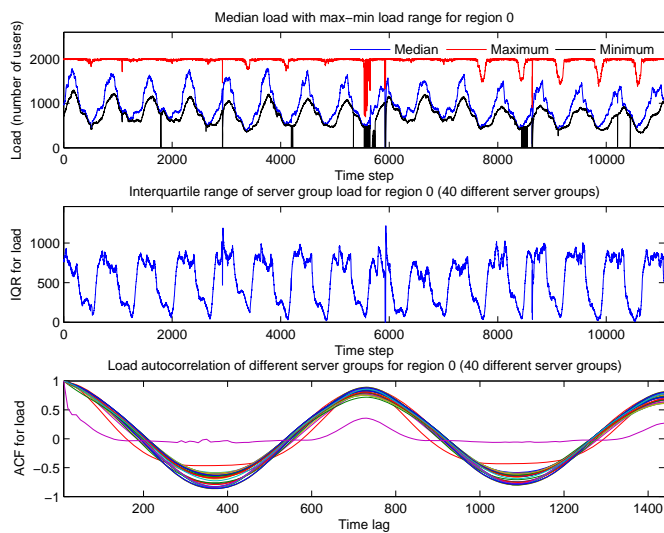 Median load with max−min load range for region 0
Load (number of users)
2000
1000
0
Median
Maximum
Minimum
0
2000
4000
6000
8000
10000
Time step
Interquartile range of server group load for region 0 (40 different server groups)
IQR for load
1000
500
0
0
2000
4000
6000
8000
10000
Time step
Load autocorrelation of different server groups for region 0 (40 different server groups)
ACF for load
1
0.5
0
−0.5
−1
200
400
600
800
1000
1200
1400
Time lag